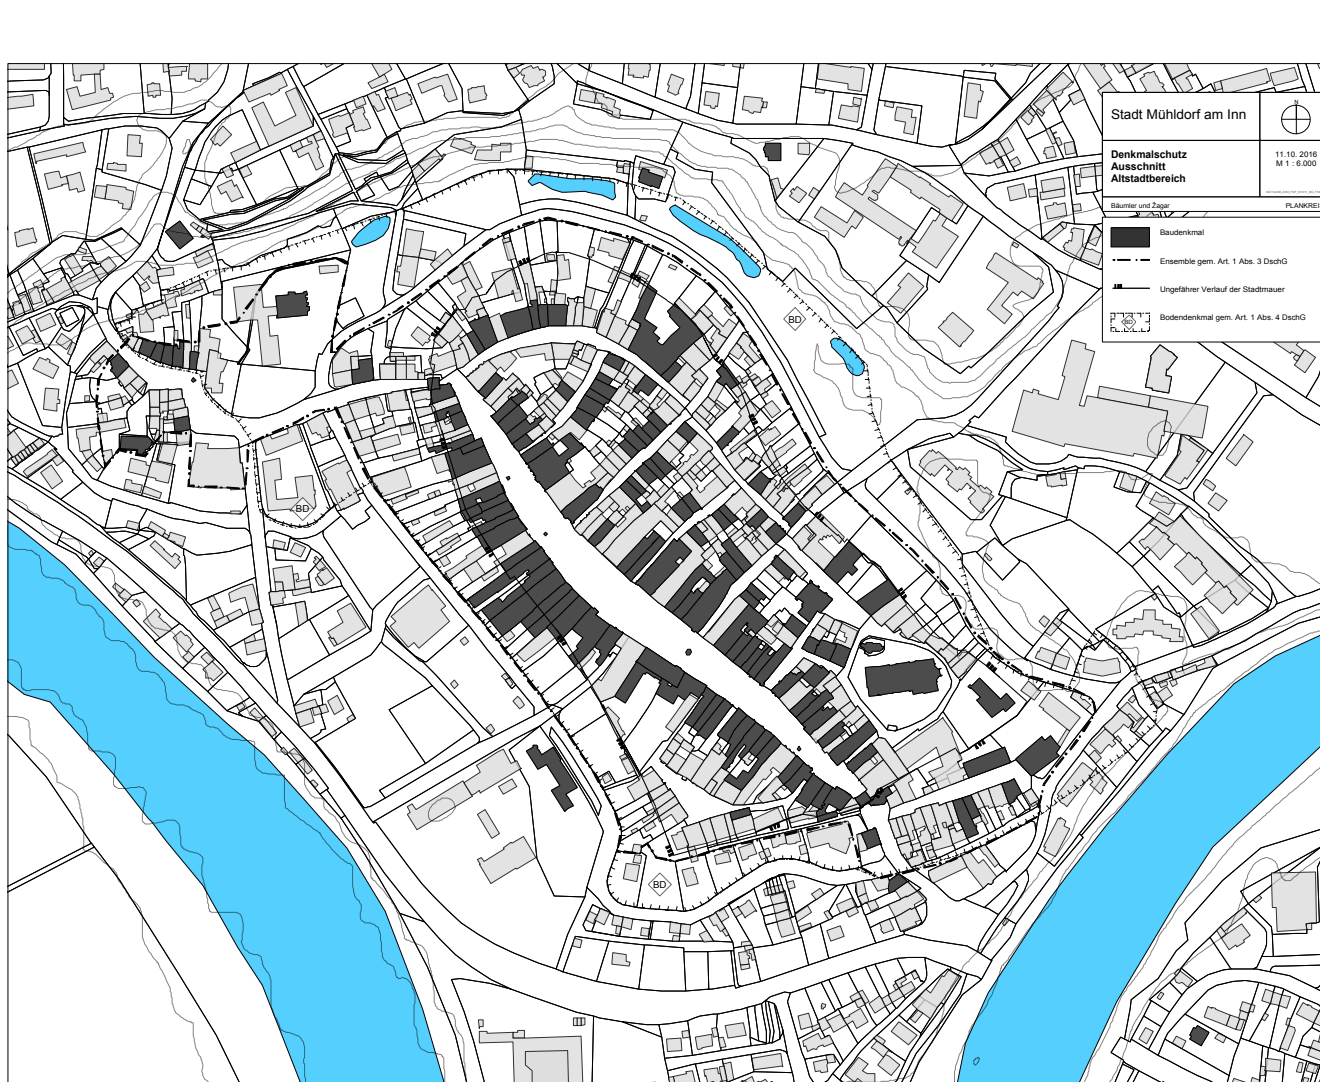 Stadt Mühldorf am Inn
N
Denkmalschutz
Ausschnitt
Altstadtbereich
11.10. 2016
M 1 : 6.000
Bäumler und Žagar
PLANKREIS
Baudenkmal
Ensemble gem. Art. 1 Abs. 3 DschG
Ungefährer Verlauf der Stadtmauer
BD
Bodendenkmal gem. Art. 1 Abs. 4 DschG
BD
BD
BD